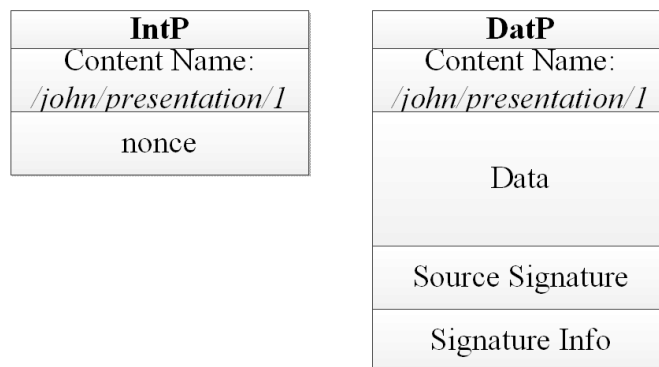 IntP
Content Name:
/john/presentation/1
nonce
DatP
Content Name:
/john/presentation/1
Data
Source Signature
Signature Info